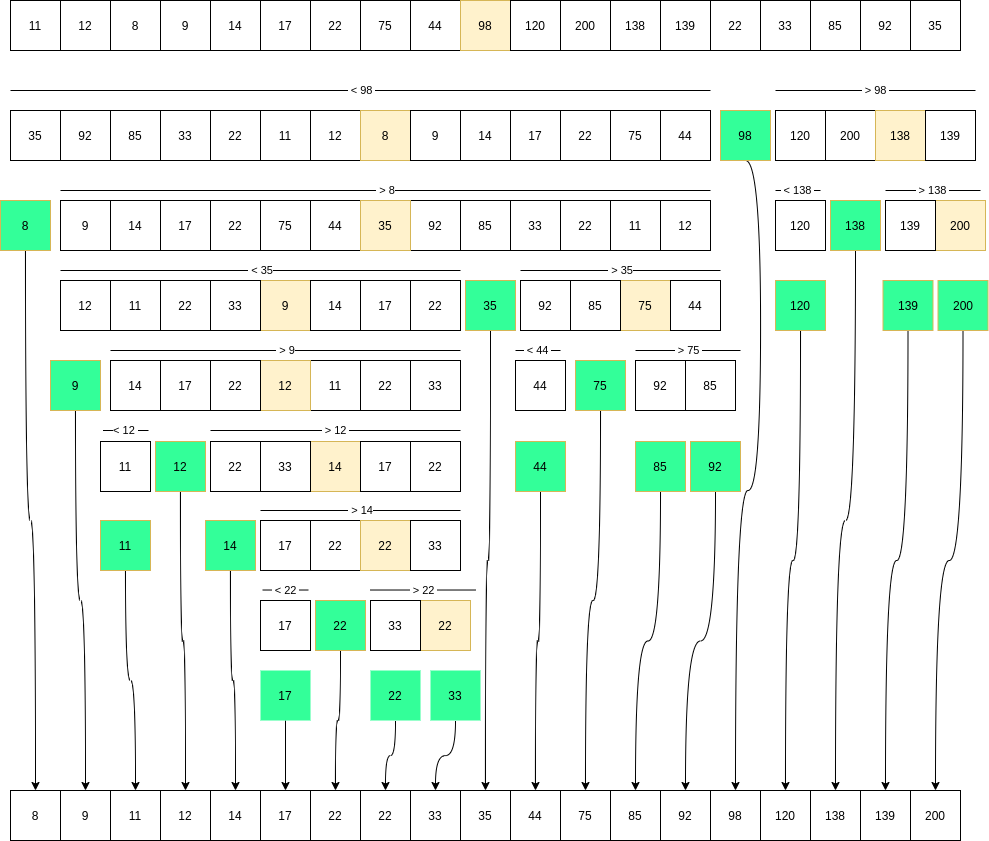 11 12 8 9 14 17 22 75 44 98 120 200 138 139 22 33 85 92 35
< 98 > 98
35 92 85 33 22 11 12 8 9 14 17 22 75 44 98 120 200 138 139
> 8 < 138 > 138
8 9 14 17 22 75 44 35 92 85 33 22 11 12 120 138 139 200
< 35 > 35
12 11 22 33 9 14 17 22 35 92 85 75 44 120 139 200
> 9 < 44 > 75
9 14 17 22 12 11 22 33 44 75 92 85
< 12 > 12
11 12 22 33 14 17 22 44 85 92
> 14
11 14 17 22 22 33
< 22 > 22
17 22 33 22
17 22 33
8 9 11 12 14 17 22 22 33 35 44 75 85 92 98 120 138 139 200